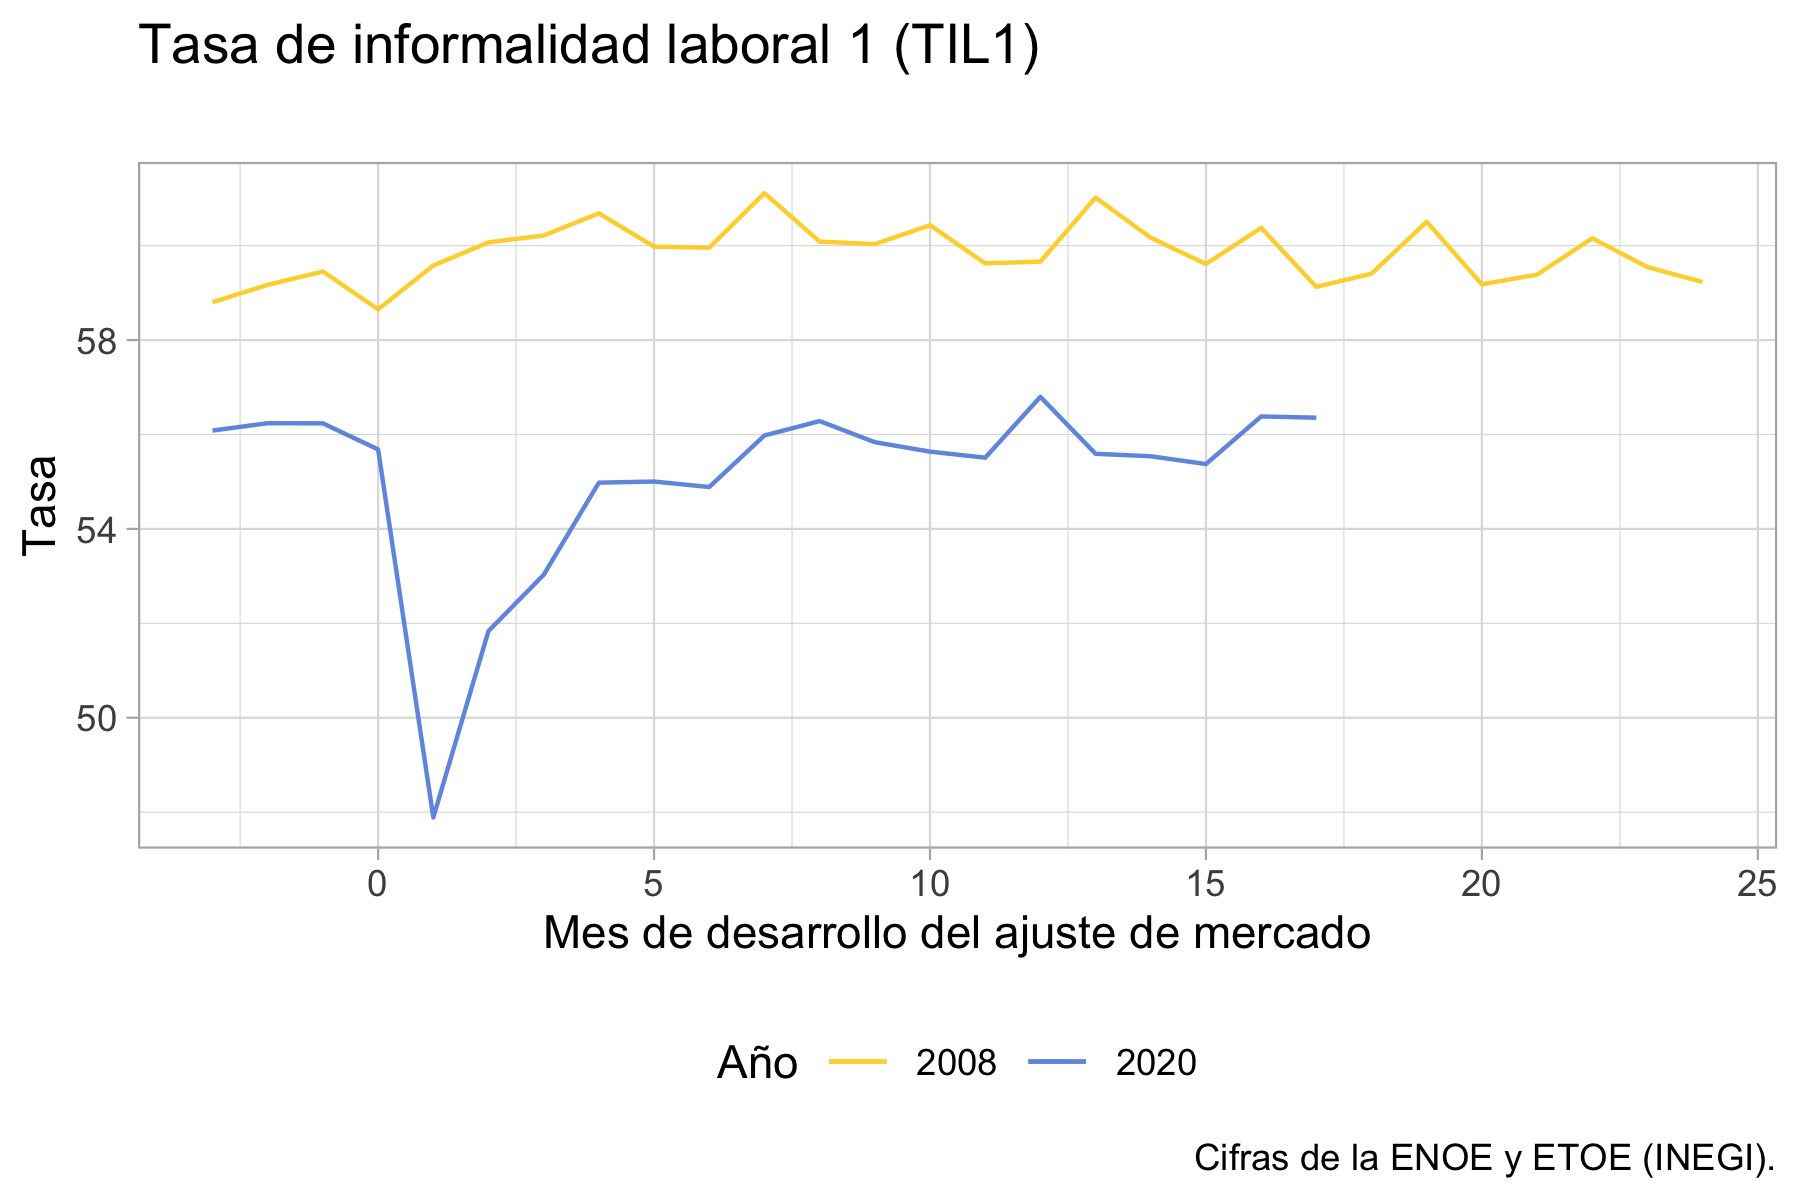 Tasa de informalidad laboral 1 (TIL1)
Tasa
58
54
50
0 5 10 15 20 25
Mes de desarrollo del ajuste de mercado
Año 2008 2020
Cifras de la ENOE y ETOE (INEGI).